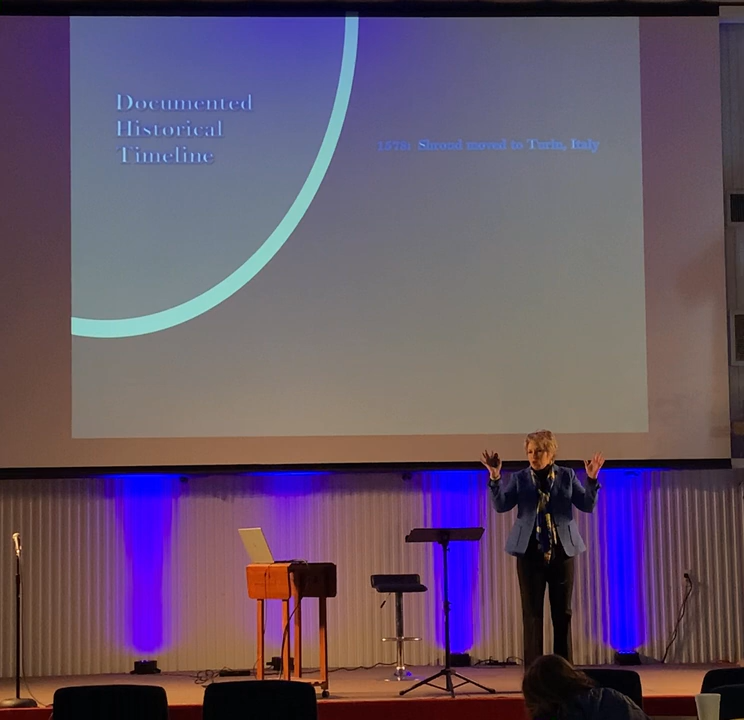 Documented
Historical
Timeline
1578: Shroud moved to Turin, Italy